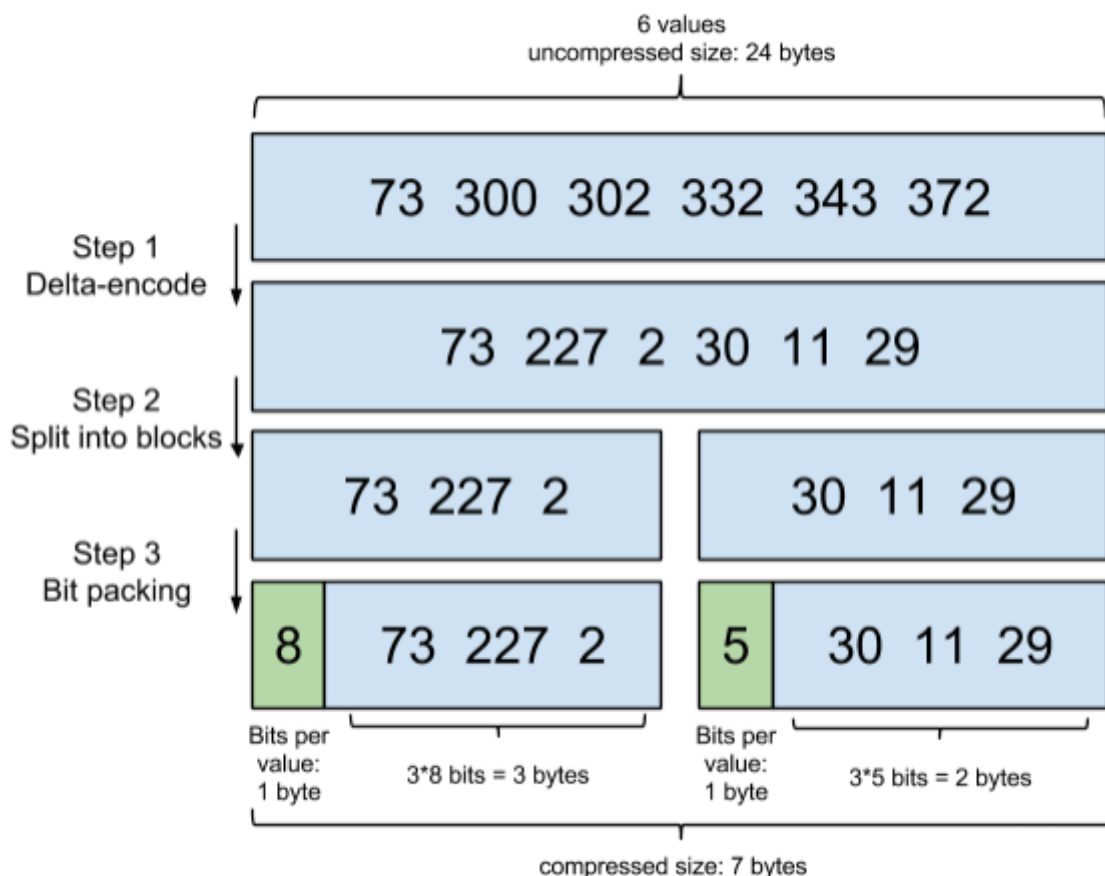 6 values
uncompressed size: 24 bytes
73 300 302 332 343 372
Step 1
Delta-encode
73 227 2 30 11 29
Step 2
Split into blocks
73 227 2
30 11 29
Step 3
Bit packing
8
73 227 2
5
30 11 29
Bits per
value:
1 byte
3*8 bits = 3 bytes
Bits per
value:
1 byte
3*5 bits = 2 bytes
compressed size: 7 bytes